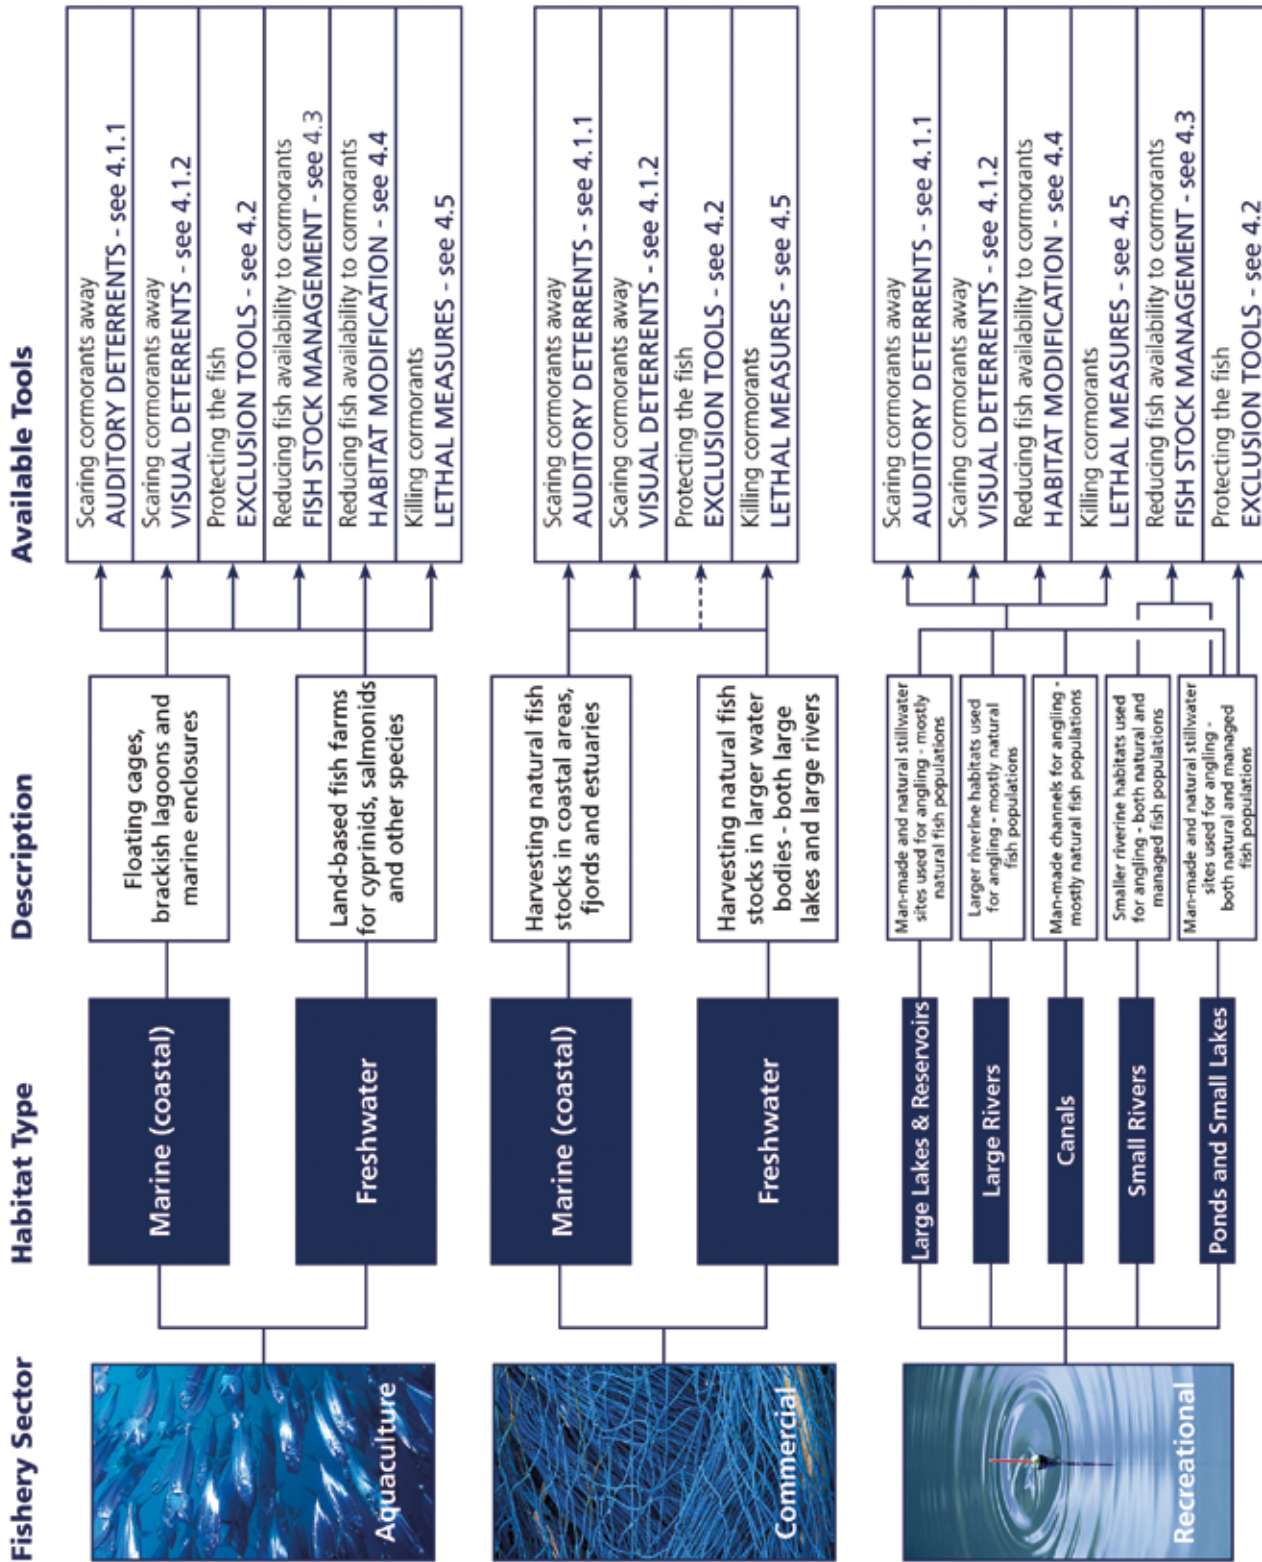 Fishery Sector
Habitat Type
Description
Available Tools
Aquaculture
Marine (coastal)
Floating cages,
brackish lagoons and
marine enclosures
Freshwater
Land-based fish farms
for cyprinids, salmonids
and other species
Scaring cormorants away
AUDITORY DETERRENTS - see 4.1.1
Scaring cormorants away
VISUAL DETERRENTS - see 4.1.2
Protecting the fish
EXCLUSION TOOLS - see 4.2
Reducing fish availability to cormorants
FISH STOCK MANAGEMENT - see 4.3
Reducing fish availability to cormorants
HABITAT MODIFICATION - see 4.4
Killing cormorants
LETHAL MEASURES - see 4.5
Commercial
Marine (coastal)
Harvesting natural fish
stocks in coastal areas,
fjords and estuaries
Freshwater
Harvesting natural fish
stocks in larger water
bodies - both large
lakes and large rivers
Scaring cormorants away
AUDITORY DETERRENTS - see 4.1.1
Scaring cormorants away
VISUAL DETERRENTS - see 4.1.2
Protecting the fish
EXCLUSION TOOLS - see 4.2
Killing cormorants
LETHAL MEASURES - see 4.5
Recreational
Large Lakes & Reservoirs
Man-made and natural stillwater
sites used for angling - mostly
natural fish populations
Large Rivers
Larger riverine habitats used
for angling - mostly natural
fish populations
Canals
Man-made channels for angling -
mostly natural fish populations
Small Rivers
Smaller riverine habitats used
for angling - both natural and
managed fish populations
Ponds and Small Lakes
Man-made and natural stillwater
sites used for angling -
both natural and managed
fish populations
Scaring cormorants away
AUDITORY DETERRENTS - see 4.1.1
Scaring cormorants away
VISUAL DETERRENTS - see 4.1.2
Reducing fish availability to cormorants
HABITAT MODIFICATION - see 4.4
Killing cormorants
LETHAL MEASURES - see 4.5
Reducing fish availability to cormorants
FISH STOCK MANAGEMENT - see 4.3
Protecting the fish
EXCLUSION TOOLS - see 4.2